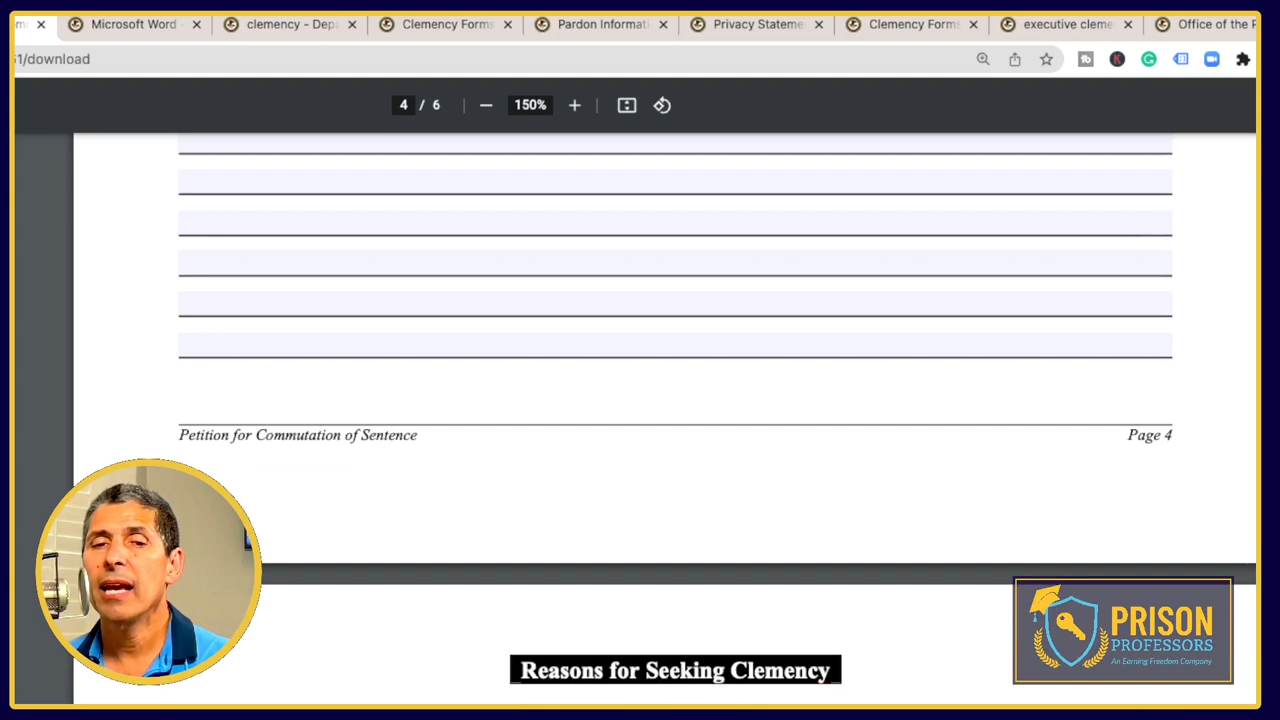 Microsoft Word clemency - Depa Clemency Forms Pardon Informati Privacy Stateme Clemency Forms executive cleme Office of the
/download
4 / 6 150%
Petition for Commutation of Sentence Page 4
PRISON
PROFESSORS
An Earning Freedom Company
Reasons for Seeking Clemency